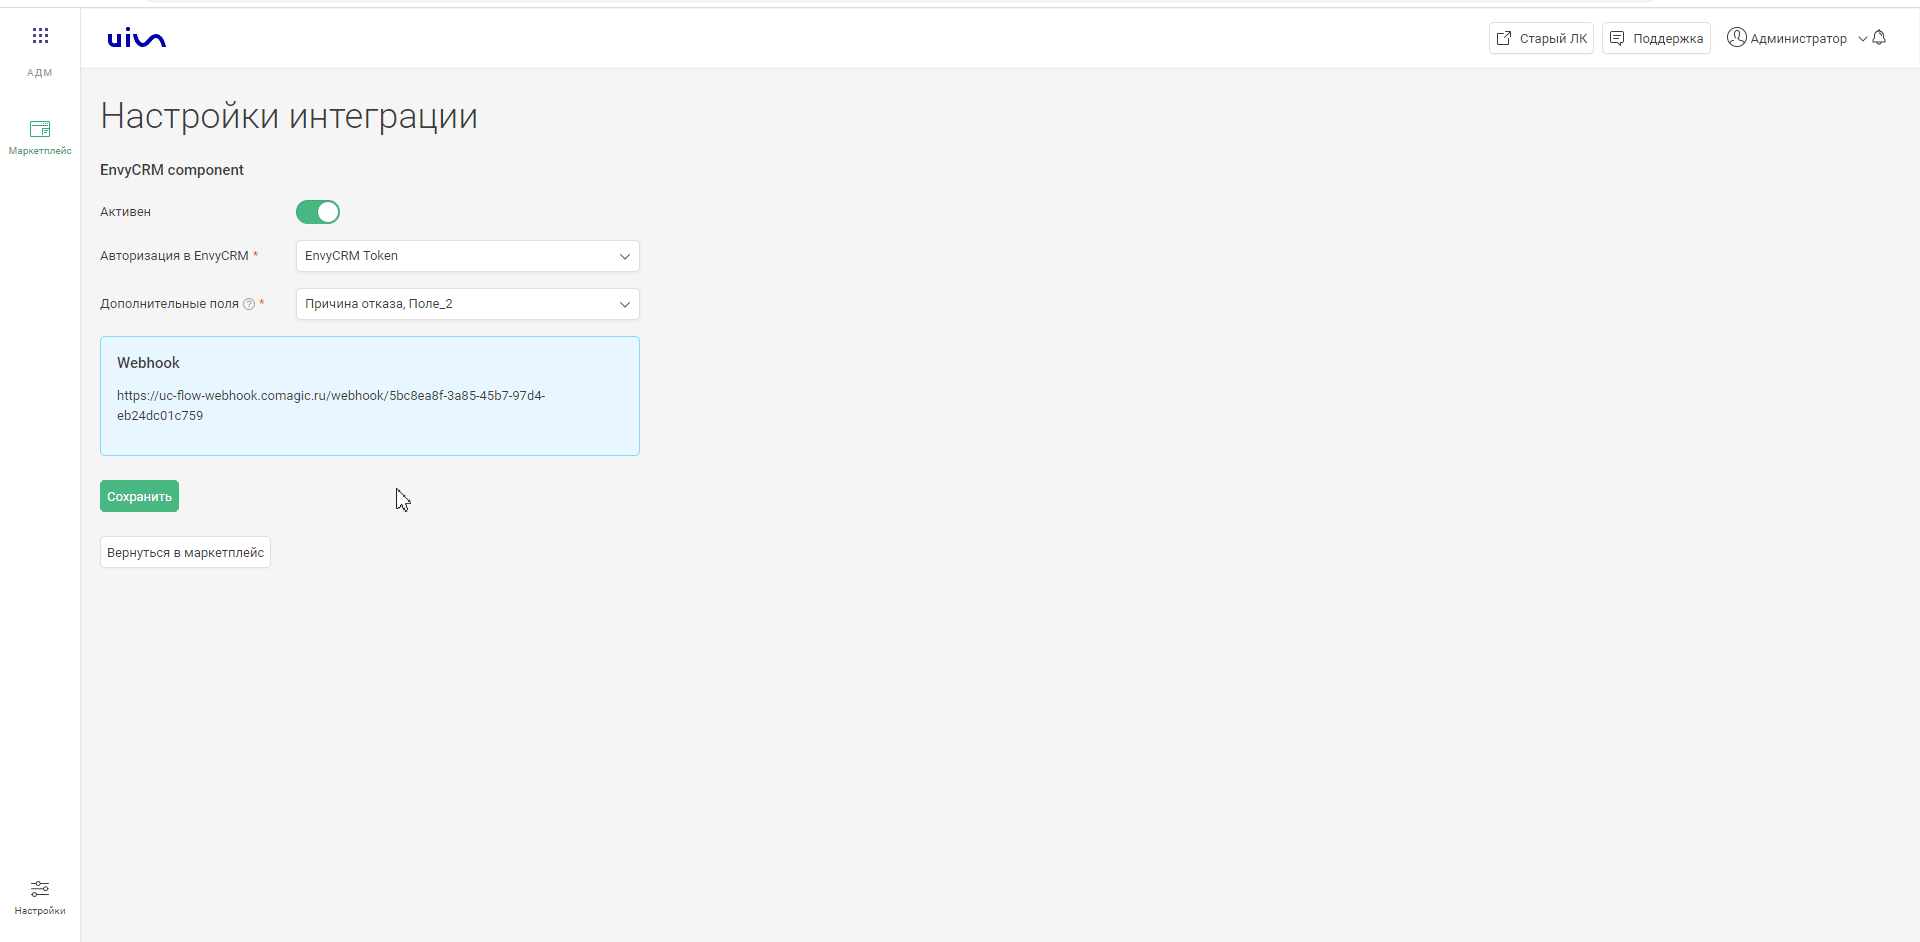 uis
Старый ЛК
Поддержка
Администратор
АДМ
Маркетплейс
Настройки интеграции
EnvyCRM component
Активен
Авторизация в EnvyCRM *
EnvyCRM Token
Дополнительные поля ? *
Причина отказа, Поле_2
Webhook
https://uc-flow-webhook.comagic.ru/webhook/5bc8ea8f-3a85-45b7-97d4-
eb24dc01c759
Сохранить
Вернуться в маркетплейс
Настройки